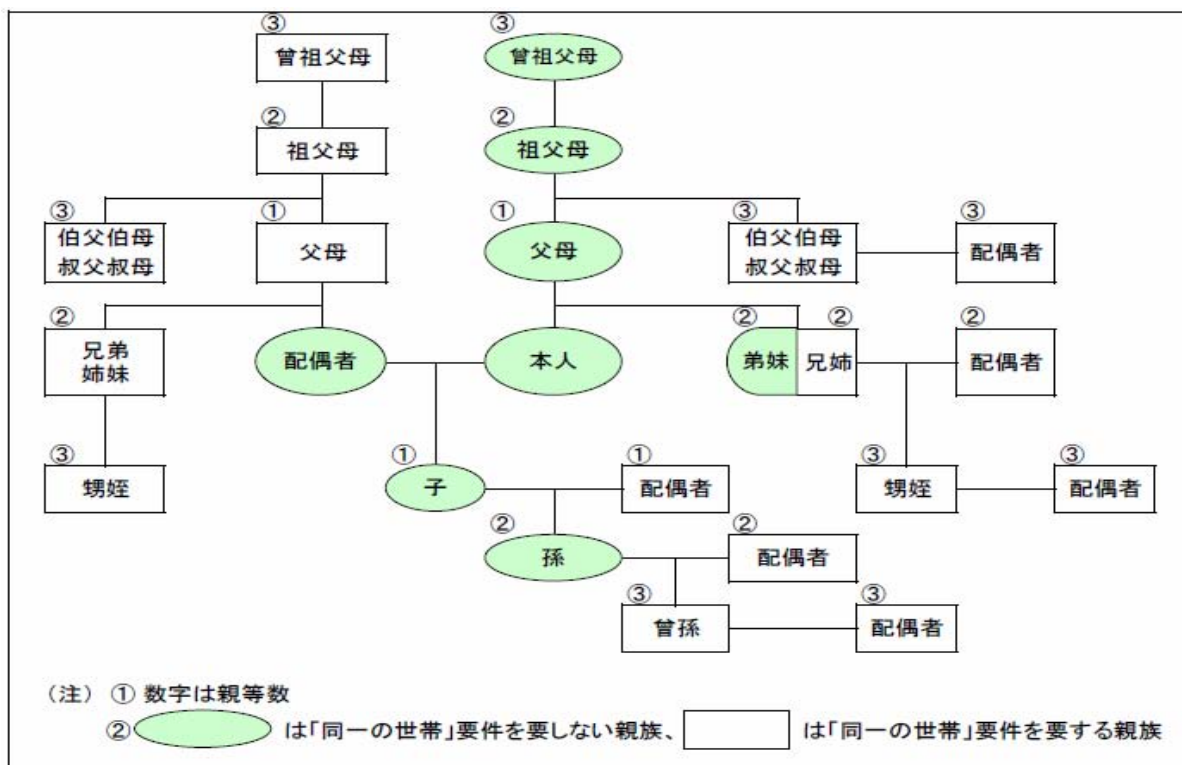 ③ ③
曾祖父母 曾祖父母
② ②
祖父母 祖父母
③ ① ① ③ ③
伯父伯母 父母 父母 伯父伯母 配偶者
叔父叔母 叔父叔母
② ② ② ②
兄弟 配偶者 本人 弟妹 兄姉 配偶者
姉妹
③ ① ① ③ ③
甥姪 子 配偶者 甥姪 配偶者
② ②
孫 配偶者
③ ③
曾孫 配偶者
(注) ① 数字は親等数
② は「同一の世帯」要件を要しない親族、 は「同一の世帯」要件を要する親族